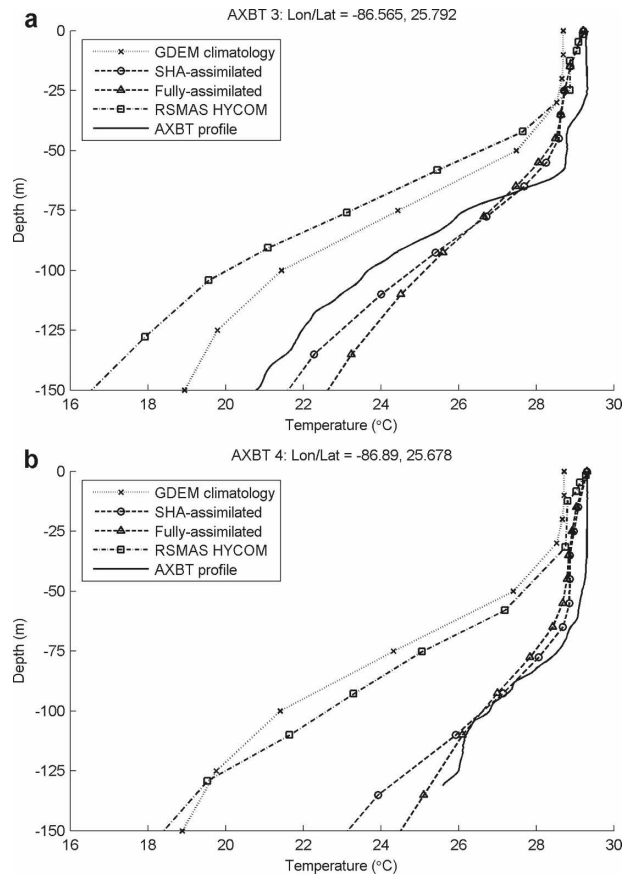 a
AXBT 3: Lon/Lat = -86.565, 25.792
GDEM climatology
SHA-assimilated
Fully-assimilated
RSMAS HYCOM
AXBT profile
Depth (m)
0
-25
-50
-75
-100
-125
-150
16 18 20 22 24 26 28 30
Temperature (°C)
b
AXBT 4: Lon/Lat = -86.89, 25.678
GDEM climatology
SHA-assimilated
Fully-assimilated
RSMAS HYCOM
AXBT profile
Depth (m)
0
-25
-50
-75
-100
-125
-150
16 18 20 22 24 26 28 30
Temperature (°C)